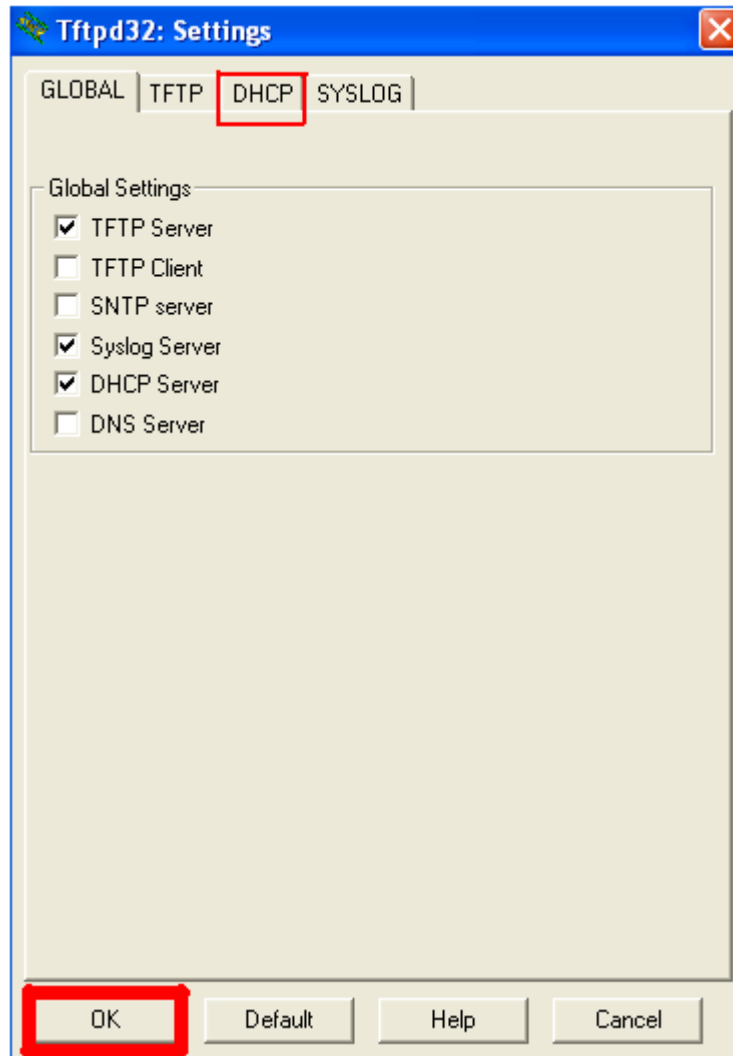 Tftpd32: Settings
GLOBAL TFTP DHCP SYSLOG
Global Settings
TFTP Server
TFTP Client
SNTP server
Syslog Server
DHCP Server
DNS Server
OK Default Help Cancel